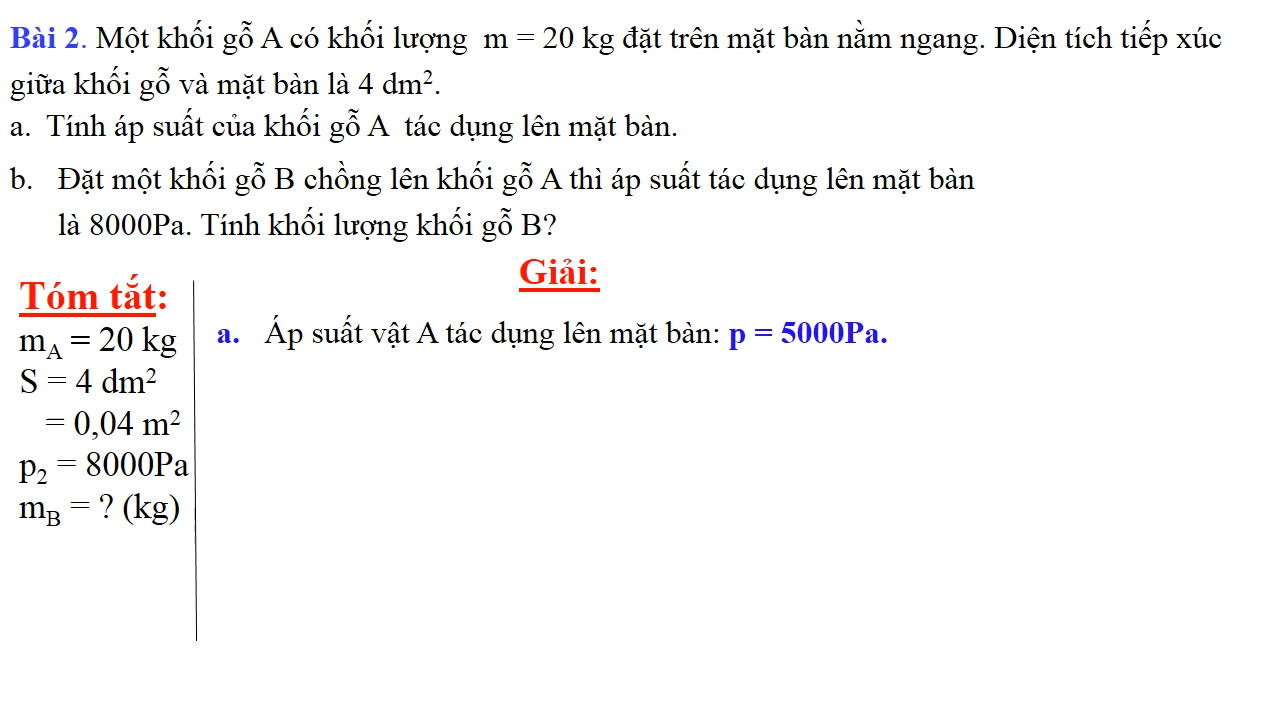 Bài 2. Một khối gỗ A có khối lượng m = 20 kg đặt trên mặt bàn nằm ngang. Diện tích tiếp xúc
giữa khối gỗ và mặt bàn là 4 dm².
a. Tính áp suất của khối gỗ A tác dụng lên mặt bàn.
b. Đặt một khối gỗ B chồng lên khối gỗ A thì áp suất tác dụng lên mặt bàn
là 8000Pa. Tính khối lượng khối gỗ B?
Giải:
Tóm tắt:
m_A = 20 kg
S = 4 dm²
= 0,04 m²
p₂ = 8000Pa
m_B = ? (kg)
a. Áp suất vật A tác dụng lên mặt bàn: p = 5000Pa.